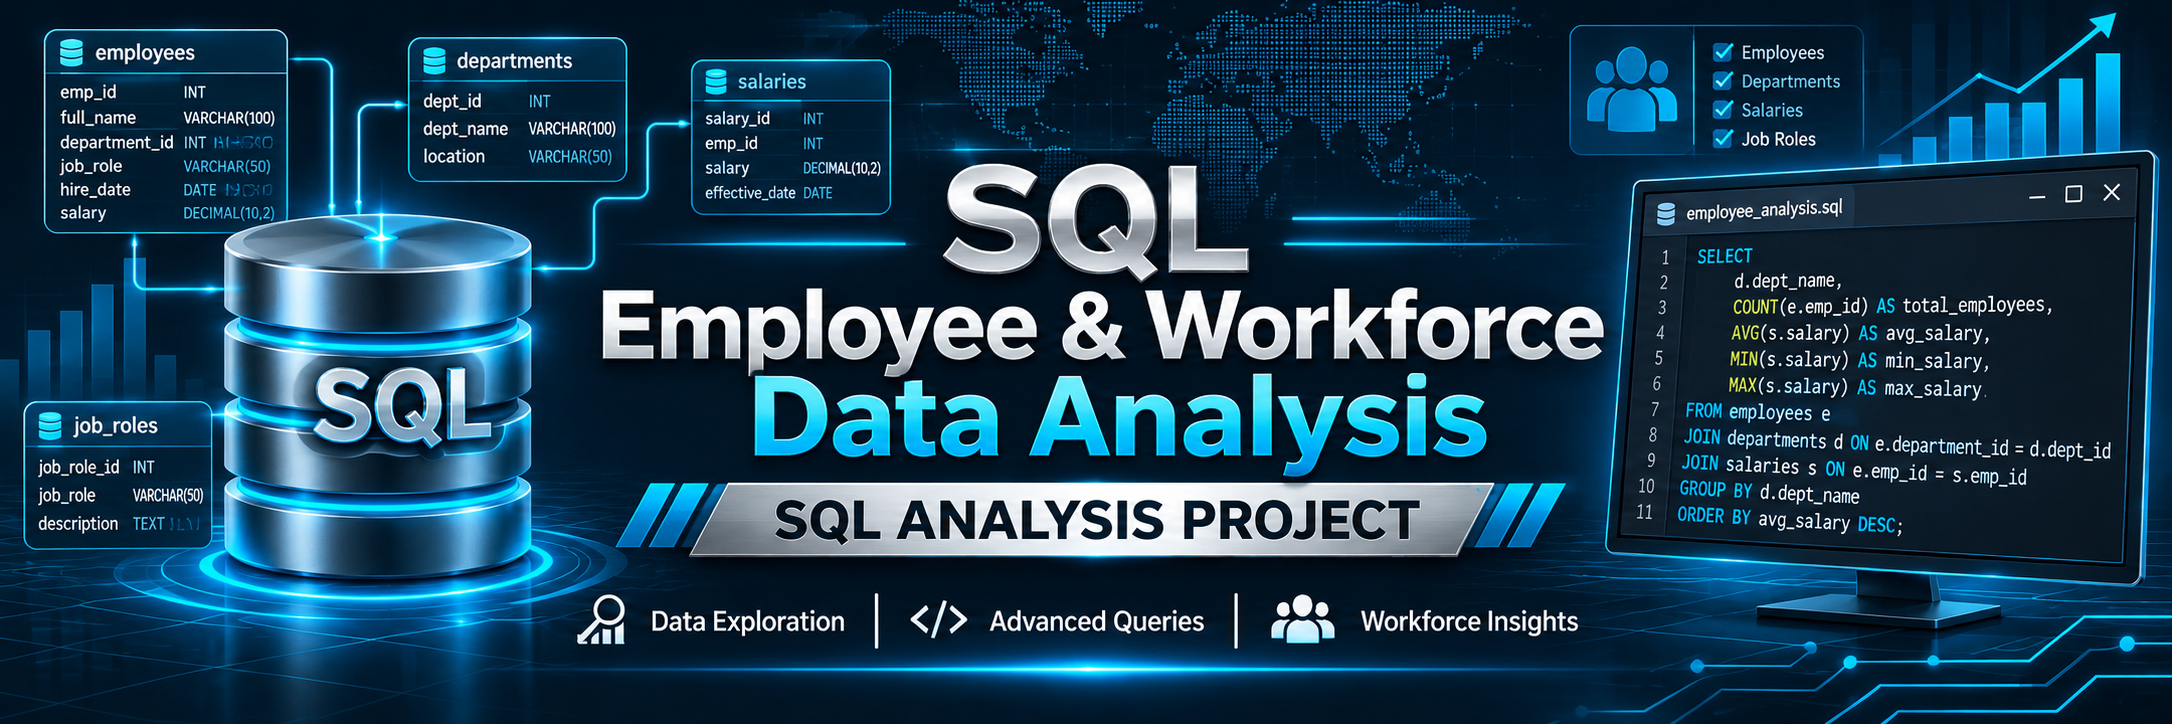 employees
emp_id INT
full_name VARCHAR(100)
department_id INT
job_role VARCHAR(50)
hire_date DATE
salary DECIMAL(10,2)
departments
dept_id INT
dept_name VARCHAR(100)
location VARCHAR(50)
salaries
salary_id INT
emp_id INT
salary DECIMAL(10,2)
effective_date DATE
job_roles
job_role_id INT
job_role VARCHAR(50)
description TEXT
SQL
SQL
Employee & Workforce
Data Analysis
SQL ANALYSIS PROJECT
Data Exploration
</> Advanced Queries
Workforce Insights
Employees
Departments
Salaries
Job Roles
employee_analysis.sql
1 SELECT
2 d.dept_name,
3 COUNT(e.emp_id) AS total_employees,
4 AVG(s.salary) AS avg_salary,
5 MIN(s.salary) AS min_salary,
6 MAX(s.salary) AS max_salary
7 FROM employees e
8 JOIN departments d ON e.department_id = d.dept_id
9 JOIN salaries s ON e.emp_id = s.emp_id
10 GROUP BY d.dept_name
11 ORDER BY avg_salary DESC;